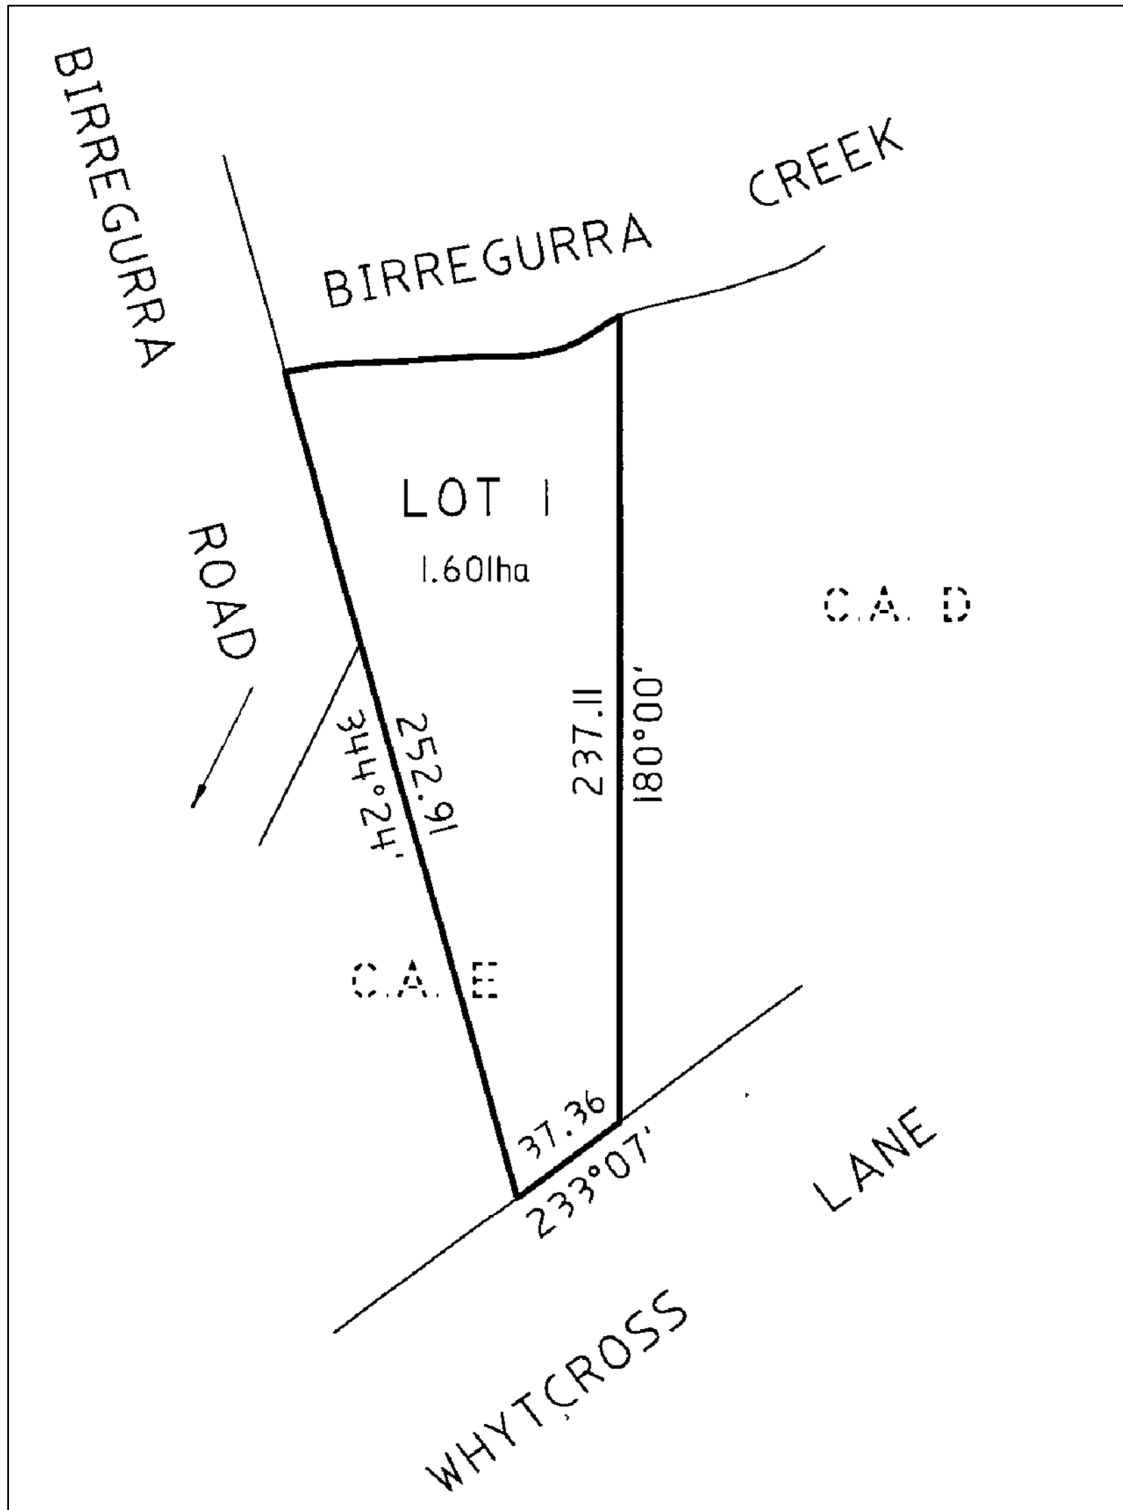 BIRREGURRA
ROAD
BIRREGURRA CREEK
LOT 1
1.601ha
C.A. D
237.11
180°00'
252.91
344°24'
C.A. E
37.36
233°07'
WHYTCROSS LANE